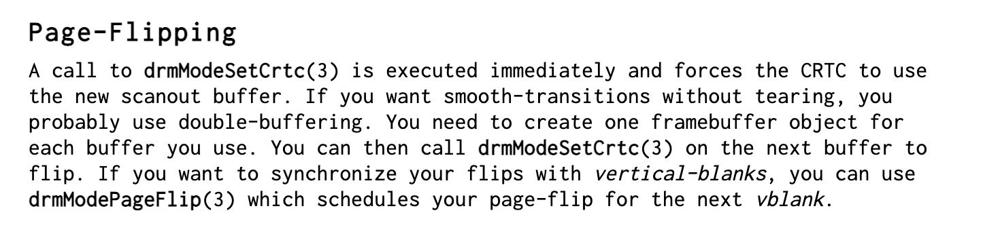 Page-Flipping
A call to drmModeSetCrtc(3) is executed immediately and forces the CRTC to use
the new scanout buffer. If you want smooth-transitions without tearing, you
probably use double-buffering. You need to create one framebuffer object for
each buffer you use. You can then call drmModeSetCrtc(3) on the next buffer to
flip. If you want to synchronize your flips with vertical-blanks, you can use
drmModePageFlip(3) which schedules your page-flip for the next vblank.